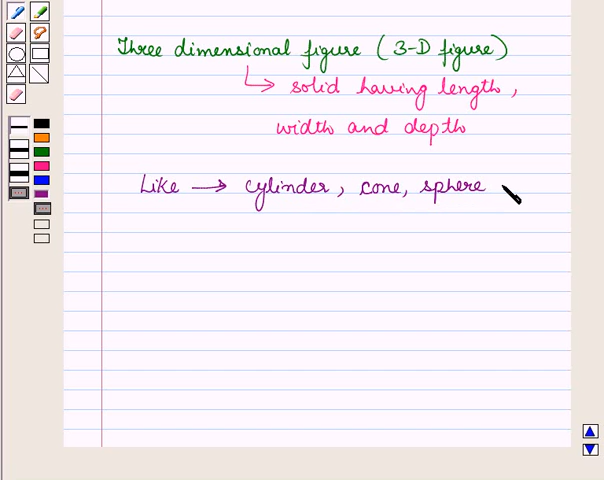 Three dimensional figure ( 3-D figure )
↳ solid having length ,
width and depth
Like → cylinder , cone, sphere